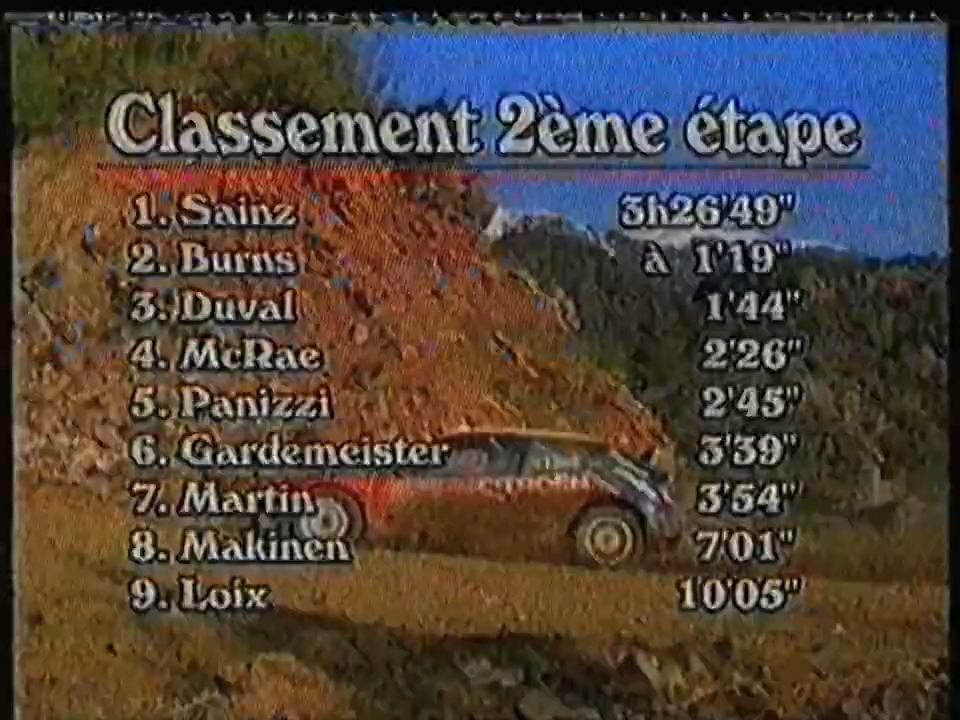 Classement 2ème étape
1. Sainz 3h26'49"
2. Burns à 1'19"
3. Duval 1'44"
4. McRae 2'26"
5. Panizzi 2'45"
6. Gardemeister 3'39"
7. Martin 3'54"
8. Makinen 7'01"
9. Loix 10'05"